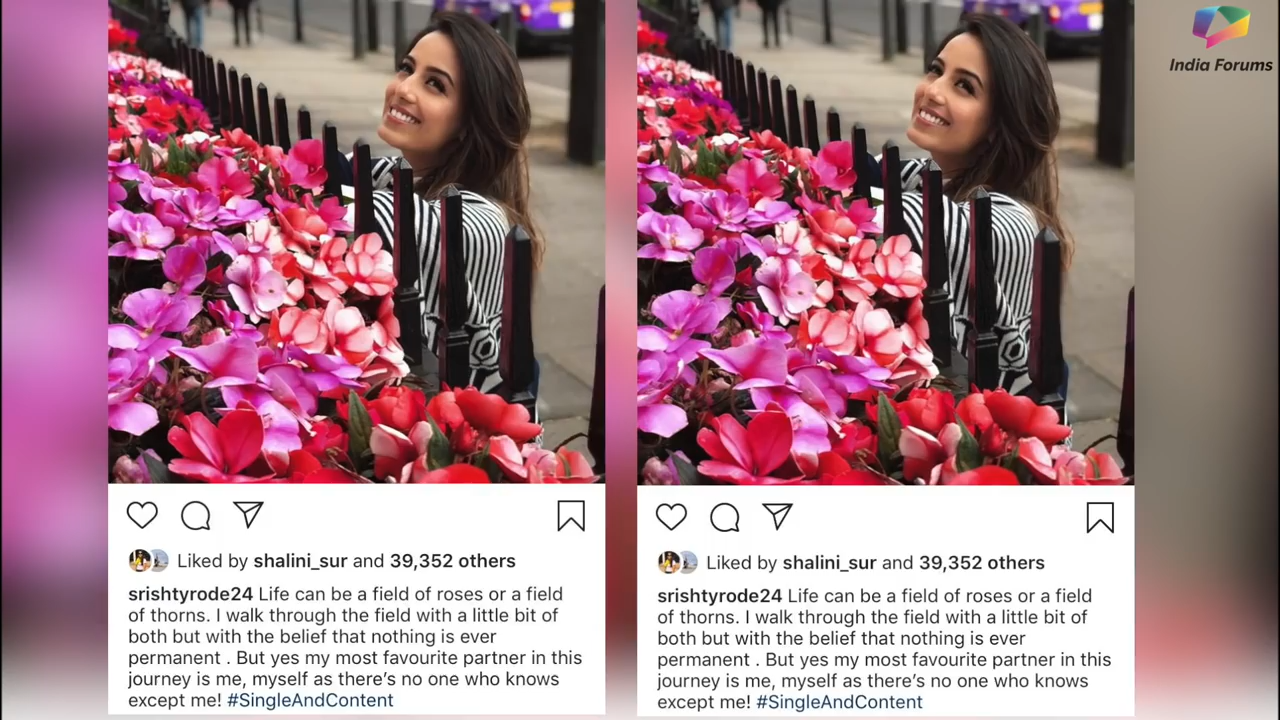 India Forums
Liked by shalini_sur and 39,352 others
srishtyrode24 Life can be a field of roses or a field
of thorns. I walk through the field with a little bit of
both but with the belief that nothing is ever
permanent . But yes my most favourite partner in this
journey is me, myself as there's no one who knows
except me! #SingleAndContent
Liked by shalini_sur and 39,352 others
srishtyrode24 Life can be a field of roses or a field
of thorns. I walk through the field with a little bit of
both but with the belief that nothing is ever
permanent . But yes my most favourite partner in this
journey is me, myself as there's no one who knows
except me! #SingleAndContent